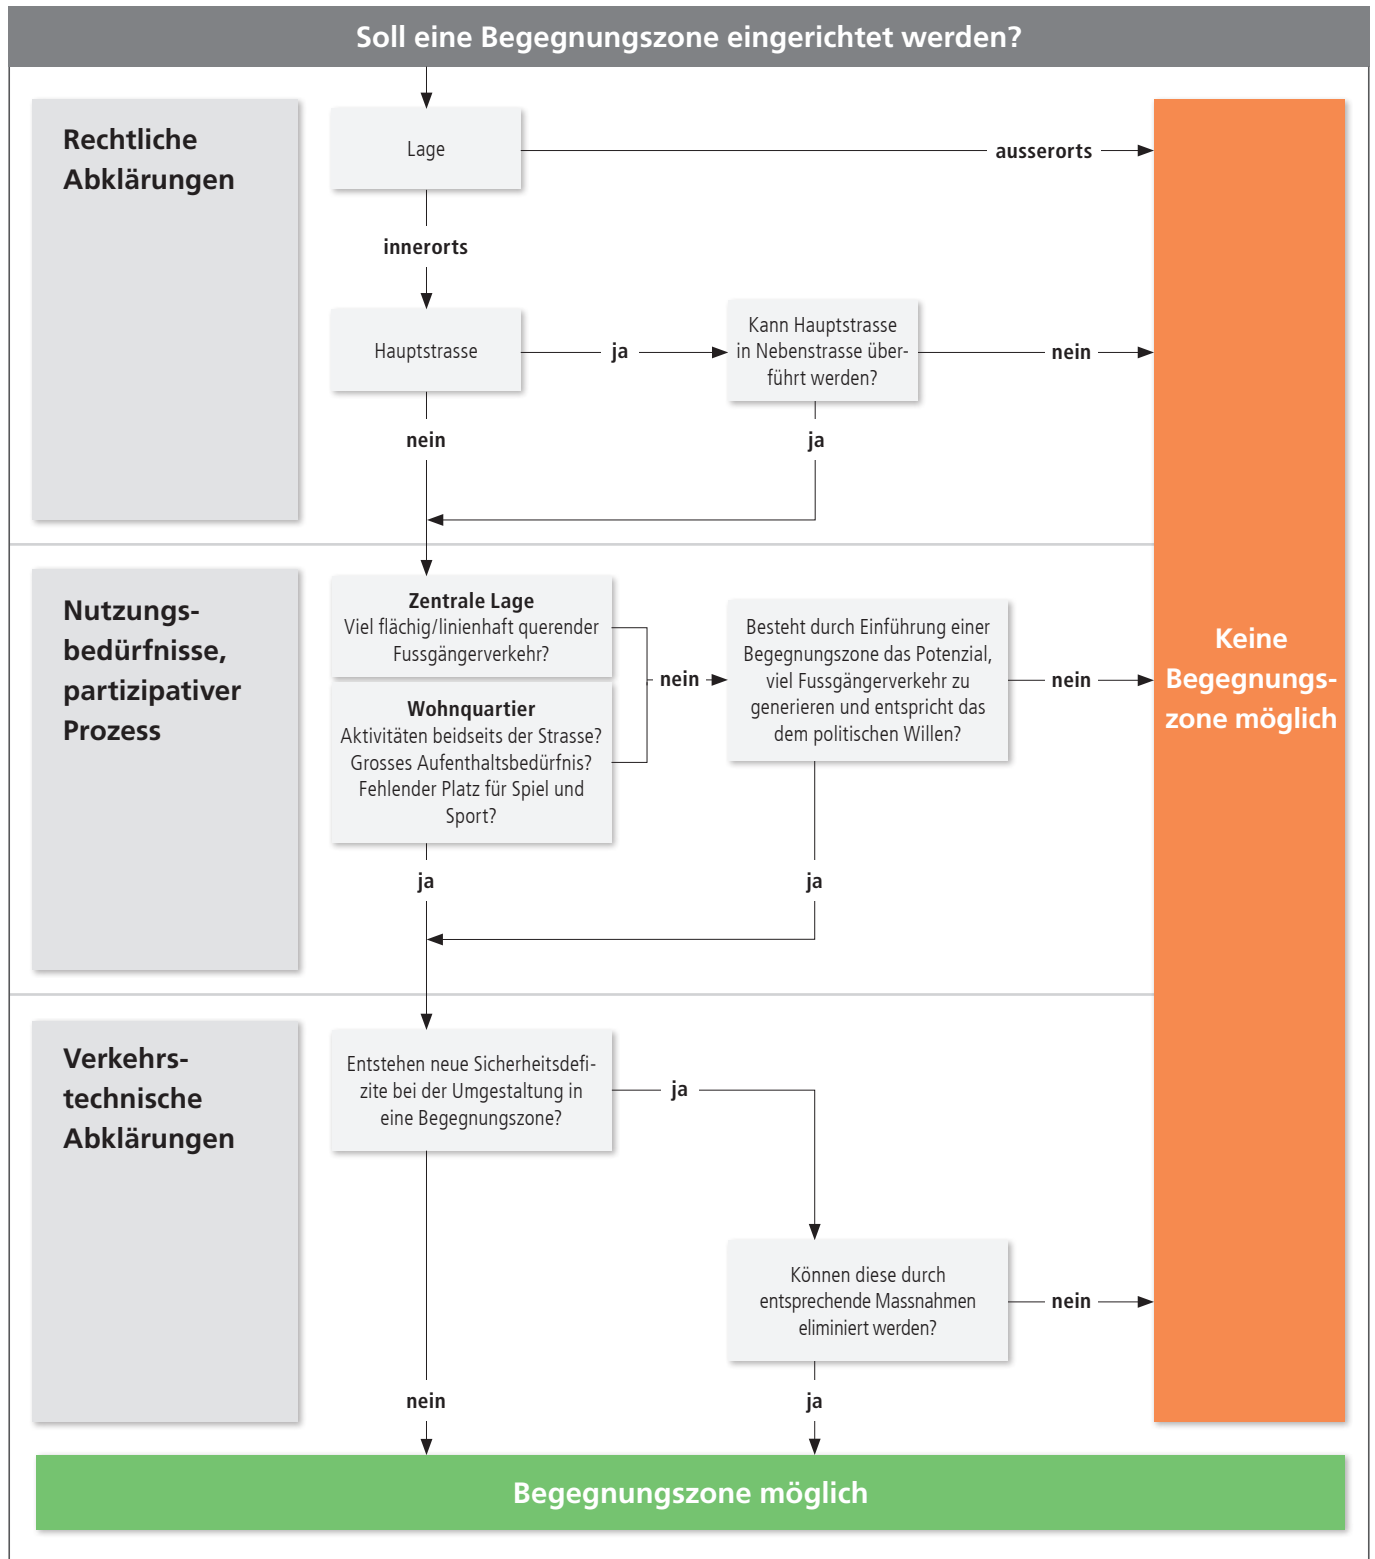 Soll eine Begegnungszone eingerichtet werden?
Rechtliche
Abklärungen
Lage
ausserorts
innerorts
Hauptstrasse
ja
Kann Hauptstrasse
in Nebenstrasse über-
führt werden?
nein
nein
ja
Nutzungs-
bedürfnisse,
partizipativer
Prozess
Zentrale Lage
Viel flächig/linienhaft querender
Fussgängerverkehr?
Wohnquartier
Aktivitäten beidseits der Strasse?
Grosses Aufenthaltsbedürfnis?
Fehlender Platz für Spiel und
Sport?
nein
Besteht durch Einführung einer
Begegnungszone das Potenzial,
viel Fussgängerverkehr zu
generieren und entspricht das
dem politischen Willen?
nein
Keine
Begegnungs-
zone möglich
ja
ja
Verkehrs-
technische
Abklärungen
Entstehen neue Sicherheitsdefi-
zite bei der Umgestaltung in
eine Begegnungszone?
ja
Können diese durch
entsprechende Massnahmen
eliminiert werden?
nein
nein
ja
Begegnungszone möglich